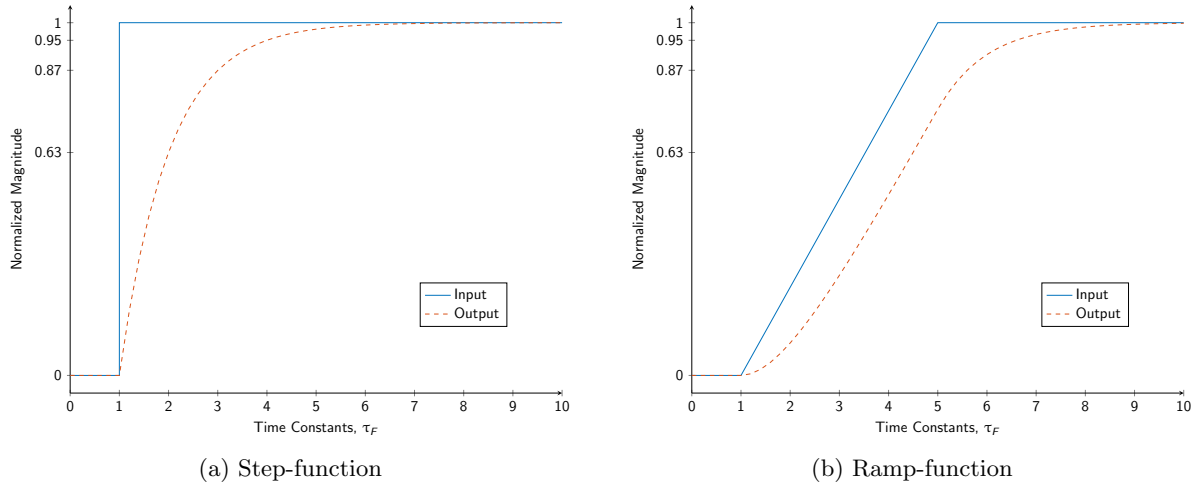 1
0.95
0.87
0.63
0
Normalized Magnitude
Input
Output
0 1 2 3 4 5 6 7 8 9 10
Time Constants, τF
(a) Step-function
1
0.95
0.87
0.63
0
Normalized Magnitude
Input
Output
0 1 2 3 4 5 6 7 8 9 10
Time Constants, τF
(b) Ramp-function